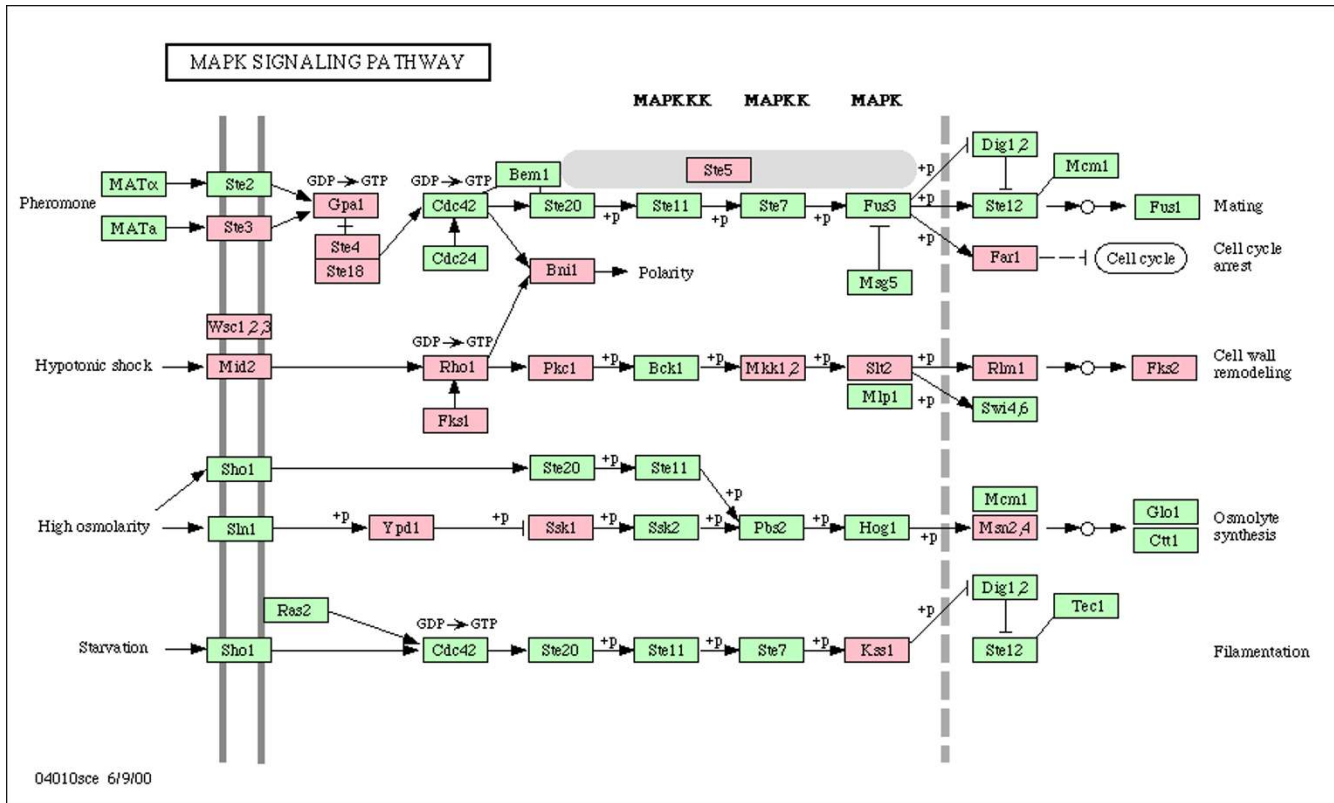 MAPK SIGNALING PATHWAY
MAPKKK MAPKK MAPK
Pheromone
MATα
MATa
Ste2
Ste3
GDP → GTP
Gpa1
Ste4
Ste18
GDP → GTP
Cdc42
Cdc24
Bem1
Ste20
+p
Ste11
+p
Ste5
Ste7
+p
Fus3
Msg5
+p
+p
+p
Dig1,2
Mcm1
Ste12
Fus1
Mating
Far1
Cell cycle
Cell cycle
arrest
Bni1
Polarity
Hypotonic shock
Wsc1,2,3
Mid2
GDP → GTP
Rho1
Fks1
Pkc1
+p
Bck1
+p
Mkk1,2
+p
Slt2
Mlp1
+p
+p
Rlm1
Swi4,6
Fks2
Cell wall
remodeling
High osmolarity
Sho1
Ste20
+p
Ste11
+p
Sln1
+p
Ypd1
+p
Ssk1
+p
Ssk2
+p
Pbs2
+p
Hog1
+p
Mcm1
Msn2,4
Glo1
Ctt1
Osmolyte
synthesis
Starvation
Ras2
Sho1
GDP → GTP
Cdc42
Ste20
+p
Ste11
+p
Ste7
+p
Kss1
+p
Dig1,2
Tec1
Ste12
Filamentation
04010sce 6/9/00